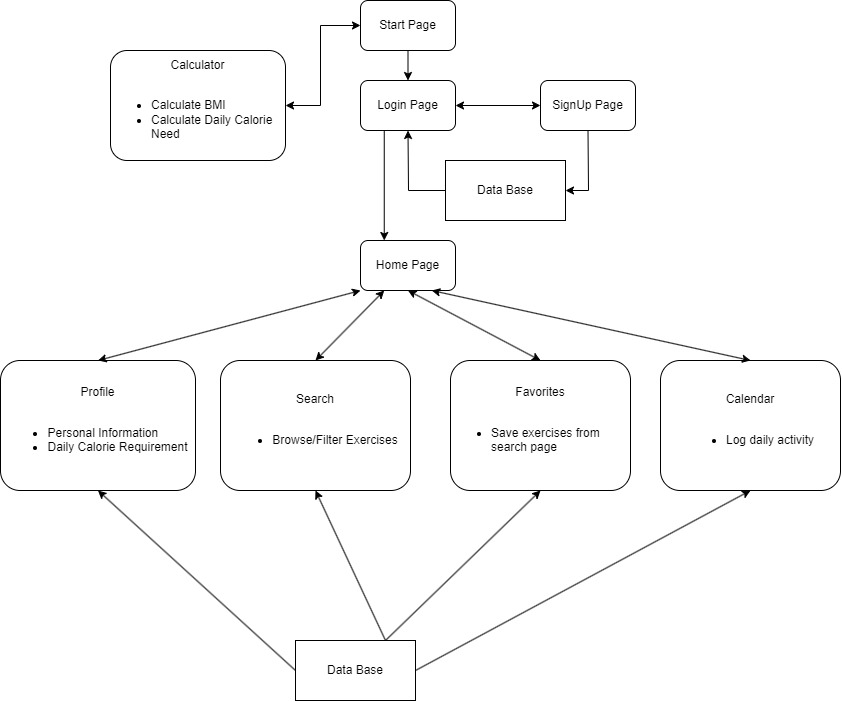 Start Page
Calculator
• Calculate BMI
• Calculate Daily Calorie
Need
Login Page
SignUp Page
Data Base
Home Page
Profile
• Personal Information
• Daily Calorie Requirement
Search
• Browse/Filter Exercises
Favorites
• Save exercises from
search page
Calendar
• Log daily activity
Data Base